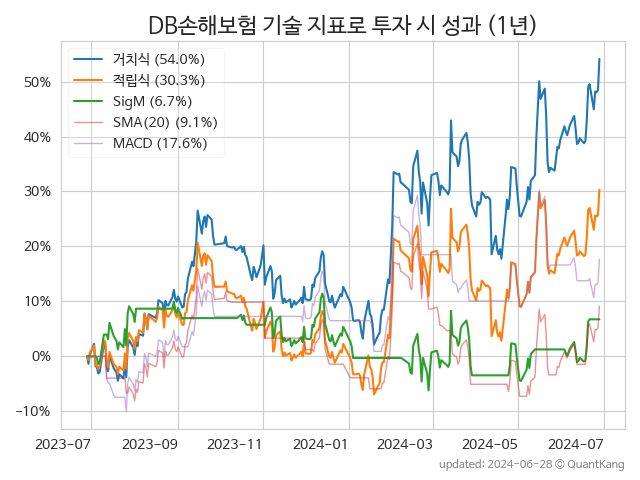 DB손해보험 기술 지표로 투자 시 성과 (1년)
거치식 (54.0%)
적립식 (30.3%)
SigM (6.7%)
SMA(20) (9.1%)
MACD (17.6%)
50%
40%
30%
20%
10%
0%
−10%
2023-07 2023-09 2023-11 2024-01 2024-03 2024-05 2024-07
updated: 2024-06-28 © QuantKang